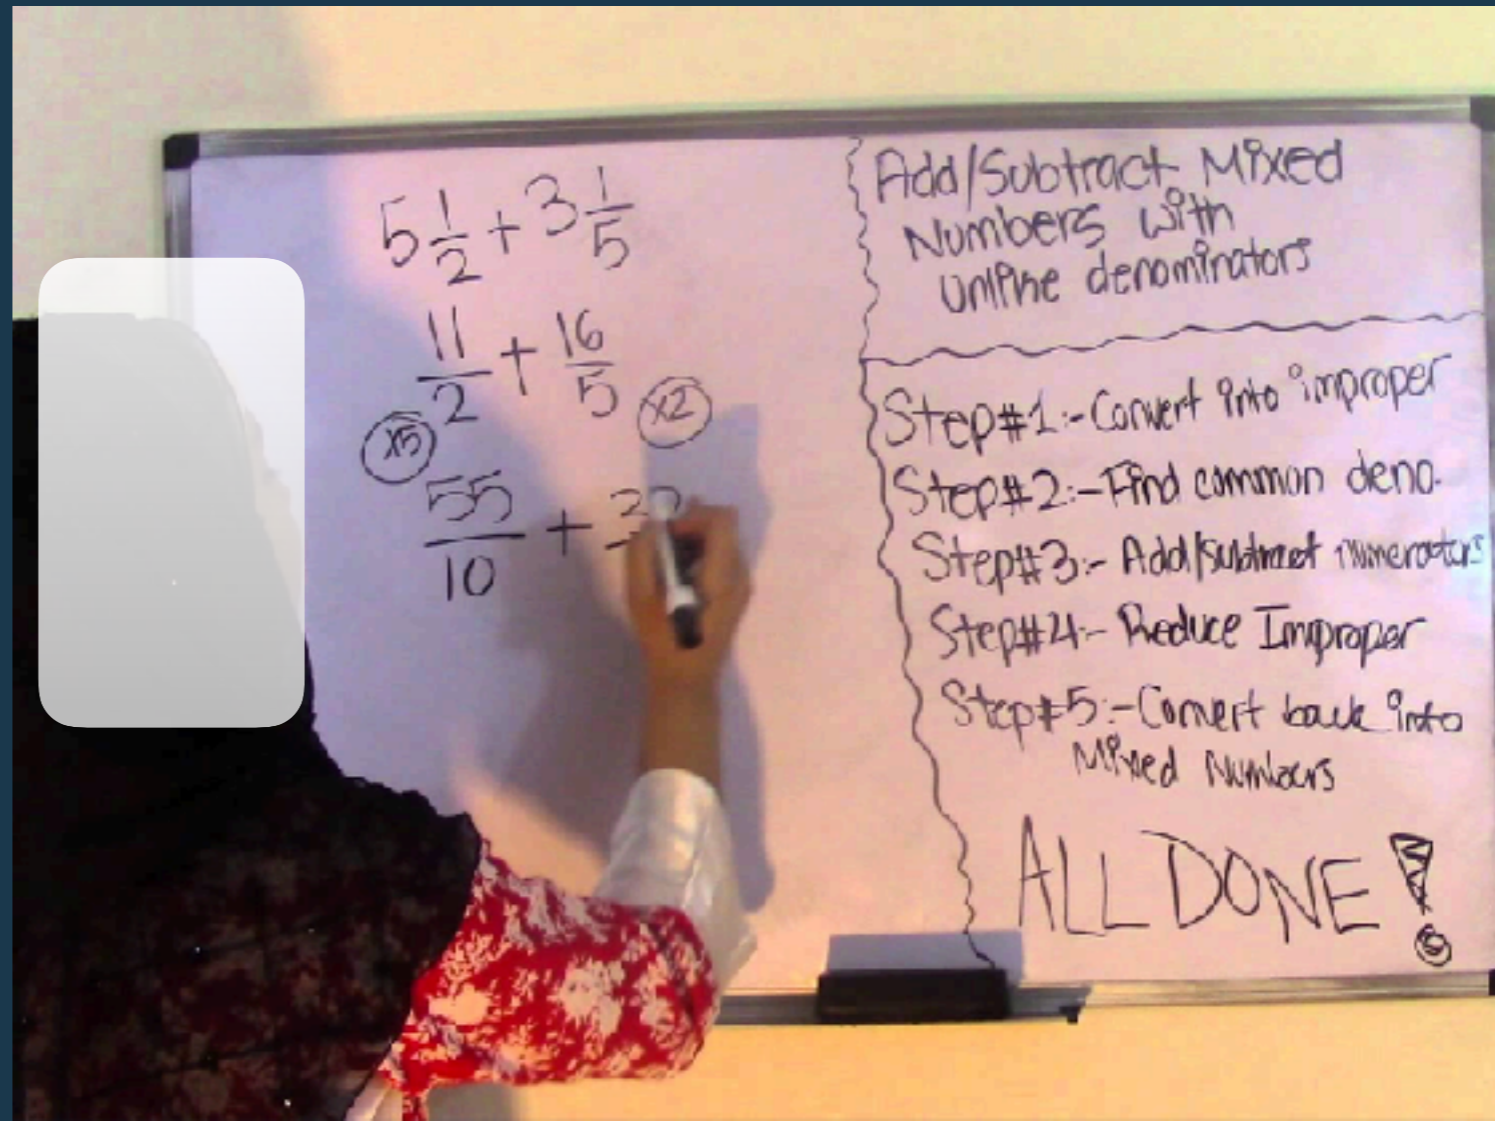 5 1/2 + 3 1/5
11/2 + 16/5
x5 x2
55/10 + 32
Add/Subtract Mixed
Numbers with
Unlike denominators
Step#1:- Convert into improper
Step#2:- Find common deno.
Step#3:- Add/subtract numerators
Step#4:- Reduce Improper
Step#5:- Convert back into
Mixed Numbers
ALL DONE!